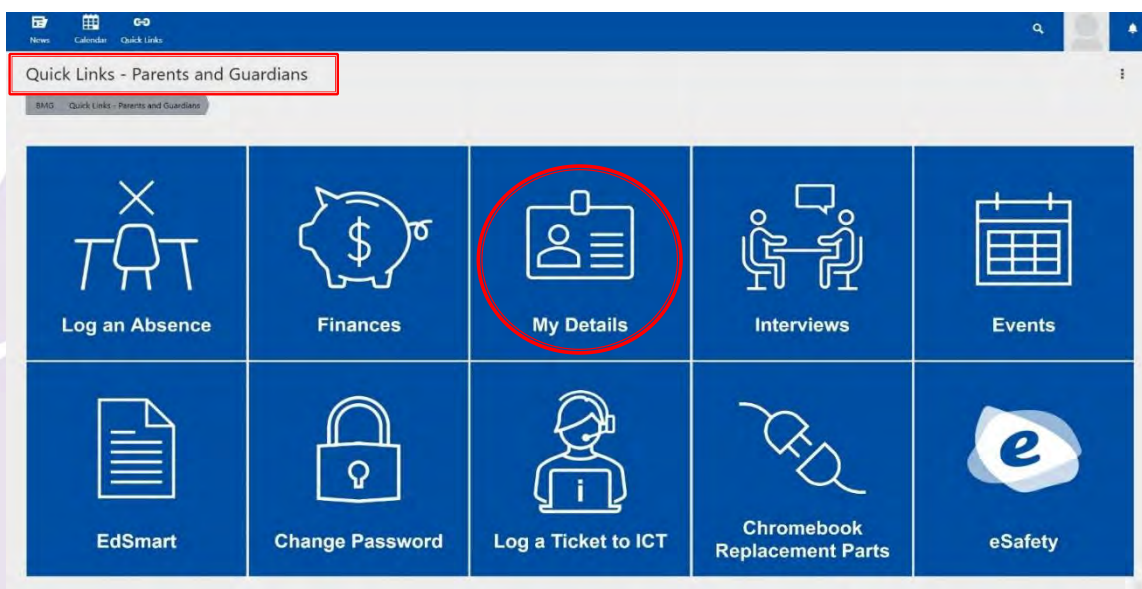 News Calendar Quick Links
Quick Links - Parents and Guardians
BMG Quick Links - Parents and Guardians
$
Log an Absence Finances My Details Interviews Events
i
e
EdSmart Change Password Log a Ticket to ICT Chromebook Replacement Parts eSafety